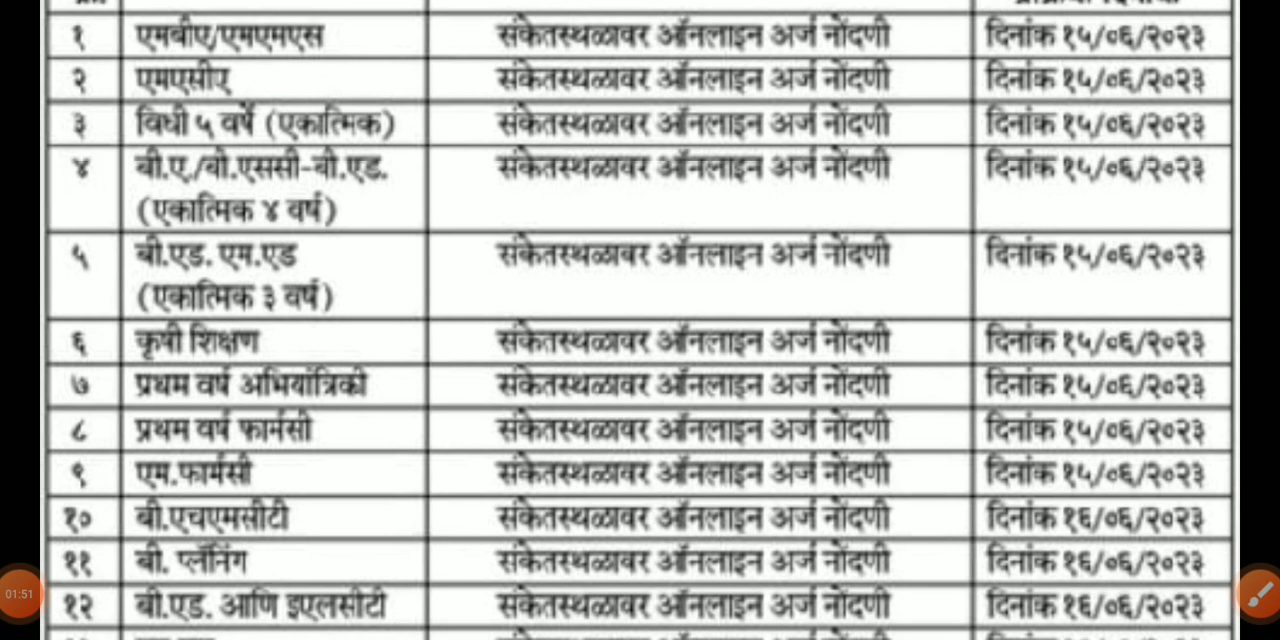 १ एमबीए/एमएमएस संकेतस्थळावर ऑनलाइन अर्ज नोंदणी दिनांक १५/०६/२०२३
२ एमएसीए संकेतस्थळावर ऑनलाइन अर्ज नोंदणी दिनांक १५/०६/२०२३
३ विधी ५ वर्षे (एकात्मिक) संकेतस्थळावर ऑनलाइन अर्ज नोंदणी दिनांक १५/०६/२०२३
४ बी.ए./बी.एससी-बी.एड. संकेतस्थळावर ऑनलाइन अर्ज नोंदणी दिनांक १५/०६/२०२३
(एकात्मिक ४ वर्ष)
५ बी.एड. एम.एड संकेतस्थळावर ऑनलाइन अर्ज नोंदणी दिनांक १५/०६/२०२३
(एकात्मिक ३ वर्ष)
६ कृषी शिक्षण संकेतस्थळावर ऑनलाइन अर्ज नोंदणी दिनांक १५/०६/२०२३
७ प्रथम वर्ष अभियांत्रिकी संकेतस्थळावर ऑनलाइन अर्ज नोंदणी दिनांक १५/०६/२०२३
८ प्रथम वर्ष फार्मसी संकेतस्थळावर ऑनलाइन अर्ज नोंदणी दिनांक १५/०६/२०२३
९ एम.फार्मसी संकेतस्थळावर ऑनलाइन अर्ज नोंदणी दिनांक १५/०६/२०२३
१० बी.एचएमसीटी संकेतस्थळावर ऑनलाइन अर्ज नोंदणी दिनांक १६/०६/२०२३
११ बी. प्लॅनिंग संकेतस्थळावर ऑनलाइन अर्ज नोंदणी दिनांक १६/०६/२०२३
१२ बी.एड. आणि इएलसीटी संकेतस्थळावर ऑनलाइन अर्ज नोंदणी दिनांक १६/०६/२०२३
01:51